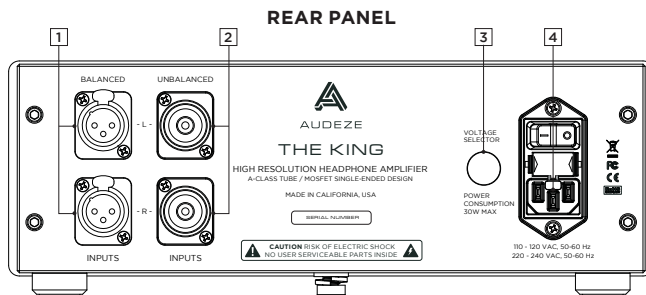 REAR PANEL
1
2
3
4
BALANCED
UNBALANCED
- L -
- R -
INPUTS
INPUTS
AUDEZE
THE KING
HIGH RESOLUTION HEADPHONE AMPLIFIER
A-CLASS TUBE / MOSFET SINGLE-ENDED DESIGN
MADE IN CALIFORNIA, USA
SERIAL NUMBER
CAUTION RISK OF ELECTRIC SHOCK
NO USER SERVICEABLE PARTS INSIDE
VOLTAGE
SELECTOR
POWER
CONSUMPTION
30W MAX
110 - 120 VAC, 50-60 Hz
220 - 240 VAC, 50-60 Hz
FC
CE
RoHS